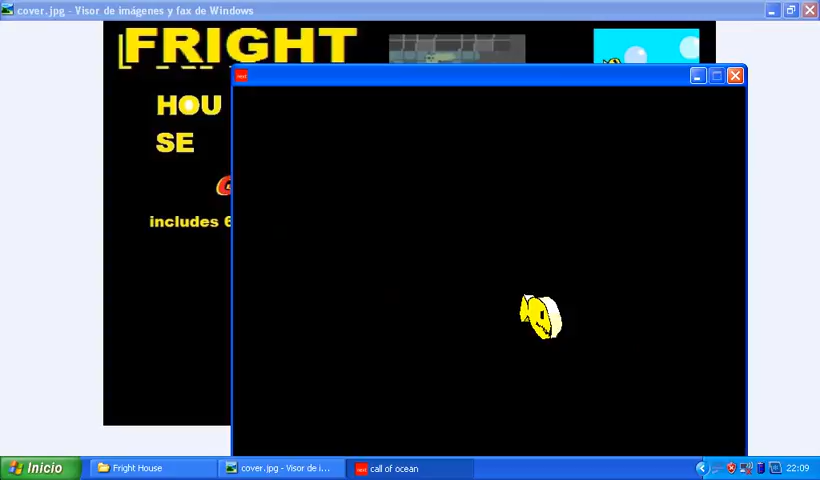 cover.jpg - Visor de imágenes y fax de Windows
FRIGHT
HOU
SE
includes 6
Inicio
Fright House
cover.jpg - Visor de i...
call of ocean
22:09